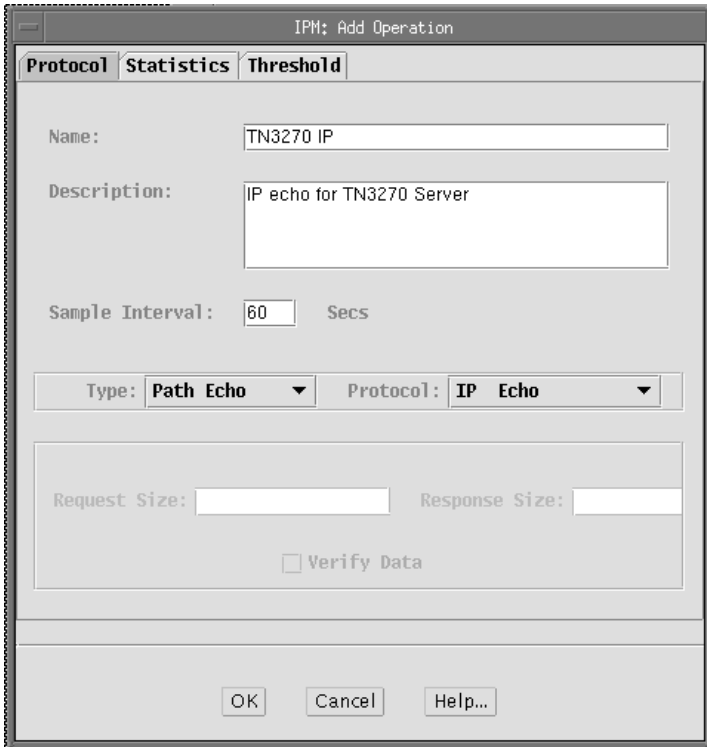 IPM: Add Operation
Protocol Statistics Threshold
Name: TN3270 IP
Description: IP echo for TN3270 Server
Sample Interval: 60 Secs
Type: Path Echo Protocol: IP Echo
Request Size: Response Size:
Verify Data
OK Cancel Help...